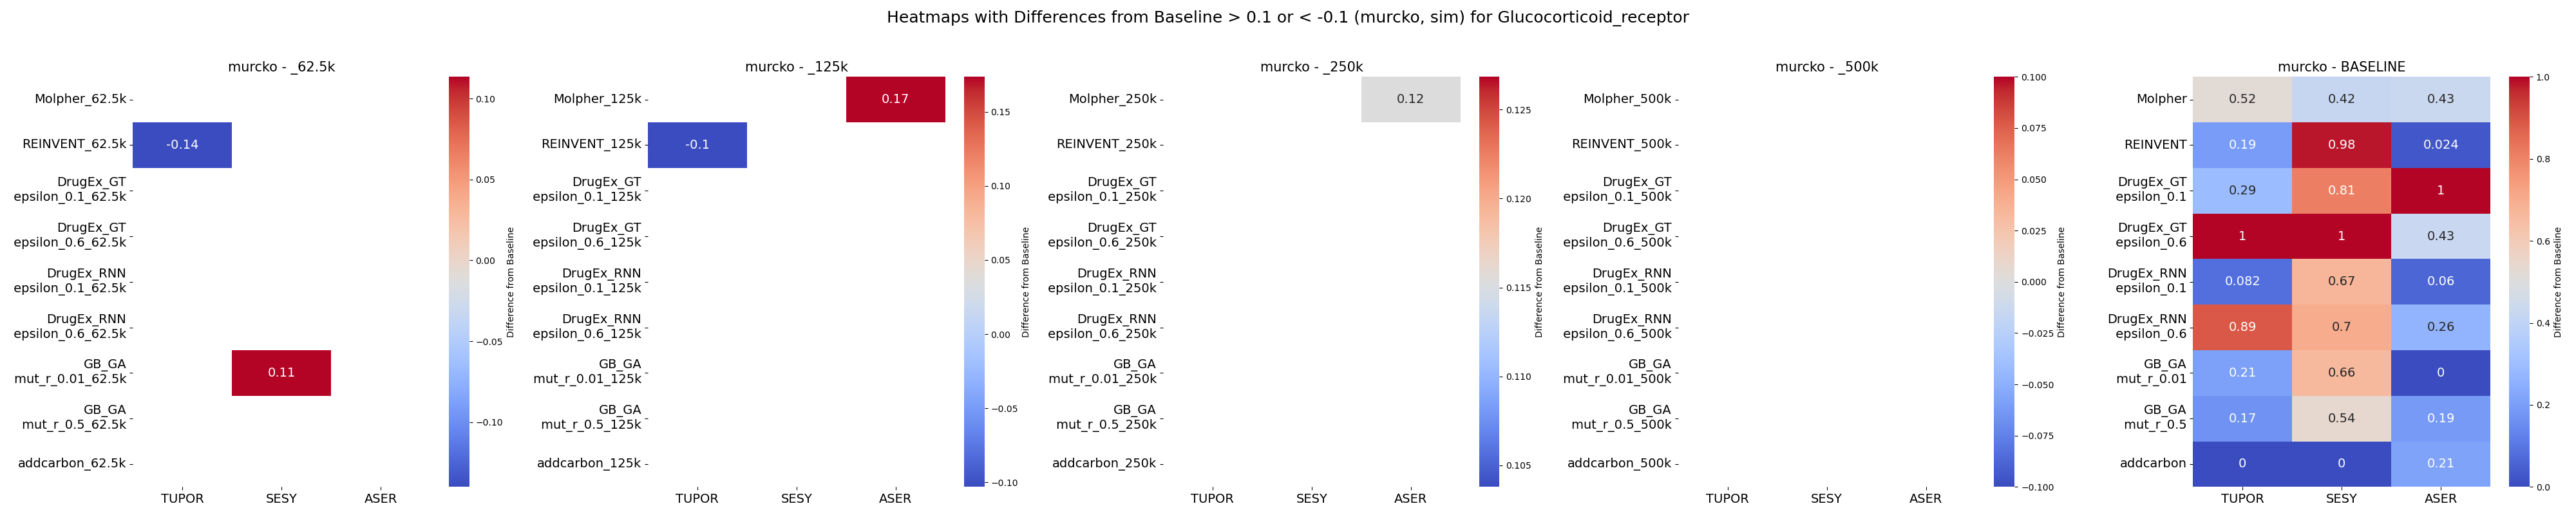 Heatmaps with Differences from Baseline > 0.1 or < -0.1 (murcko, sim) for Glucocorticoid_receptor
murcko - _62.5k
Molpher_62.5k
REINVENT_62.5k
DrugEx_GT
epsilon_0.1_62.5k
DrugEx_GT
epsilon_0.6_62.5k
DrugEx_RNN
epsilon_0.1_62.5k
DrugEx_RNN
epsilon_0.6_62.5k
GB_GA
mut_r_0.01_62.5k
GB_GA
mut_r_0.5_62.5k
addcarbon_62.5k
-0.14
0.11
TUPOR SESY ASER
0.10
0.05
0.00
−0.05
−0.10
Difference from Baseline
murcko - _125k
Molpher_125k
REINVENT_125k
DrugEx_GT
epsilon_0.1_125k
DrugEx_GT
epsilon_0.6_125k
DrugEx_RNN
epsilon_0.1_125k
DrugEx_RNN
epsilon_0.6_125k
GB_GA
mut_r_0.01_125k
GB_GA
mut_r_0.5_125k
addcarbon_125k
0.17
-0.1
TUPOR SESY ASER
0.15
0.10
0.05
0.00
−0.05
−0.10
Difference from Baseline
murcko - _250k
Molpher_250k
REINVENT_250k
DrugEx_GT
epsilon_0.1_250k
DrugEx_GT
epsilon_0.6_250k
DrugEx_RNN
epsilon_0.1_250k
DrugEx_RNN
epsilon_0.6_250k
GB_GA
mut_r_0.01_250k
GB_GA
mut_r_0.5_250k
addcarbon_250k
0.12
TUPOR SESY ASER
0.125
0.120
0.115
0.110
0.105
Difference from Baseline
murcko - _500k
Molpher_500k
REINVENT_500k
DrugEx_GT
epsilon_0.1_500k
DrugEx_GT
epsilon_0.6_500k
DrugEx_RNN
epsilon_0.1_500k
DrugEx_RNN
epsilon_0.6_500k
GB_GA
mut_r_0.01_500k
GB_GA
mut_r_0.5_500k
addcarbon_500k
TUPOR SESY ASER
0.100
0.075
0.050
0.025
0.000
−0.025
−0.050
−0.075
−0.100
Difference from Baseline
murcko - BASELINE
Molpher 0.52 0.42 0.43
REINVENT 0.19 0.98 0.024
DrugEx_GT
epsilon_0.1 0.29 0.81 1
DrugEx_GT
epsilon_0.6 1 1 0.43
DrugEx_RNN
epsilon_0.1 0.082 0.67 0.06
DrugEx_RNN
epsilon_0.6 0.89 0.7 0.26
GB_GA
mut_r_0.01 0.21 0.66 0
GB_GA
mut_r_0.5 0.17 0.54 0.19
addcarbon 0 0 0.21
TUPOR SESY ASER
1.0
0.8
0.6
0.4
0.2
0.0
Difference from Baseline